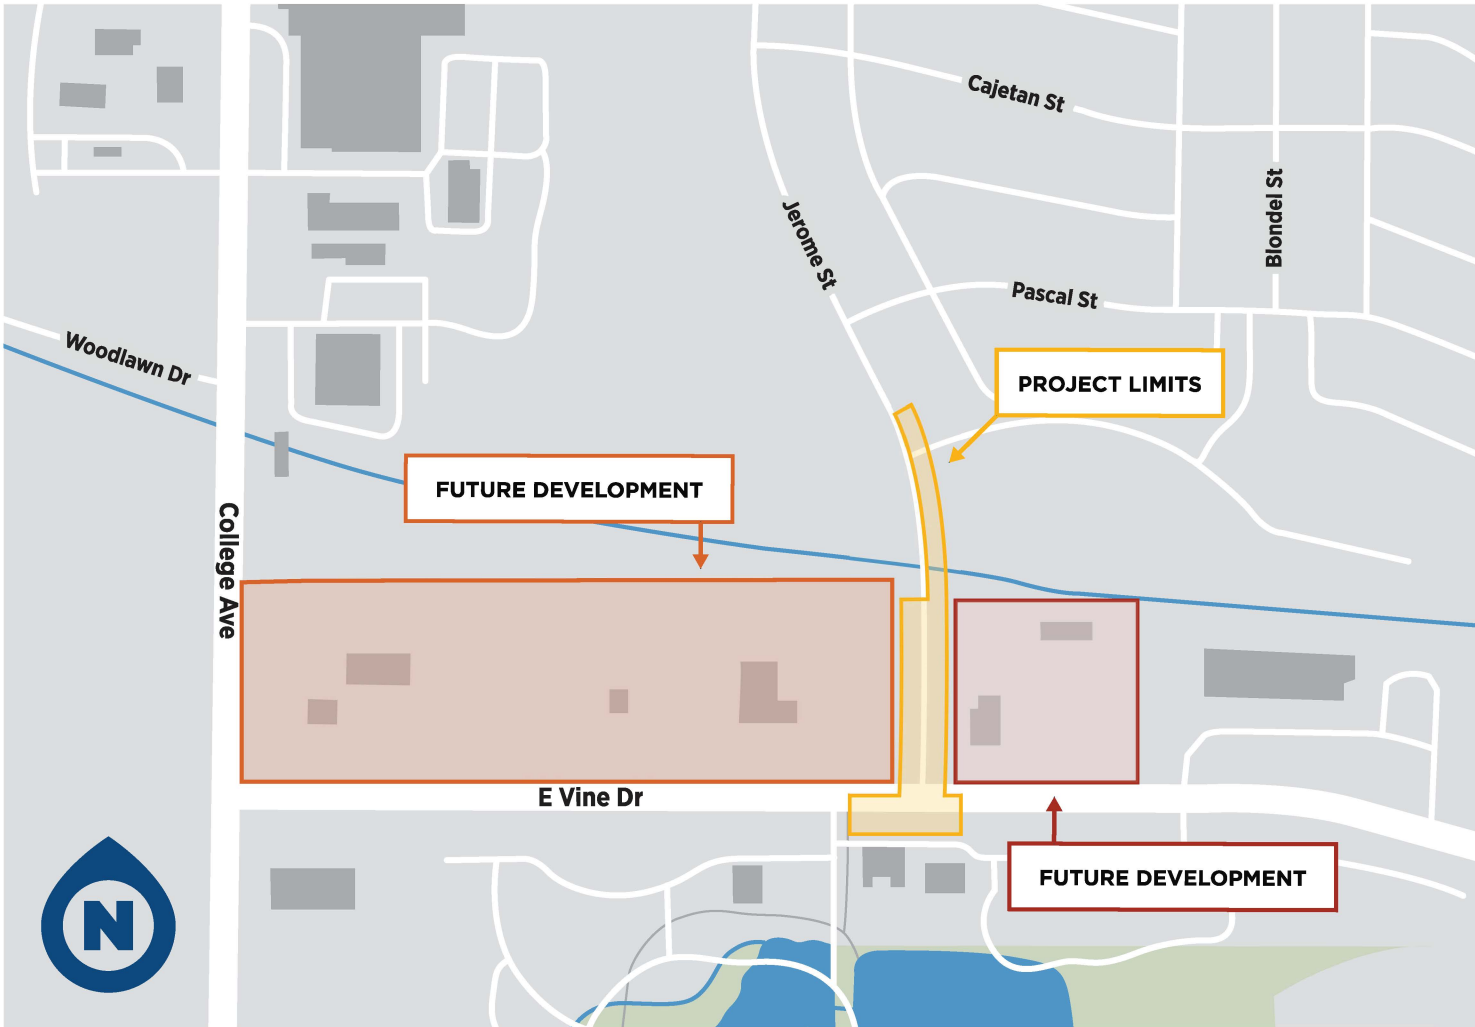 Cajetan St
Blondel St
Jerome St
Pascal St
Woodlawn Dr
PROJECT LIMITS
FUTURE DEVELOPMENT
College Ave
E Vine Dr
FUTURE DEVELOPMENT
N